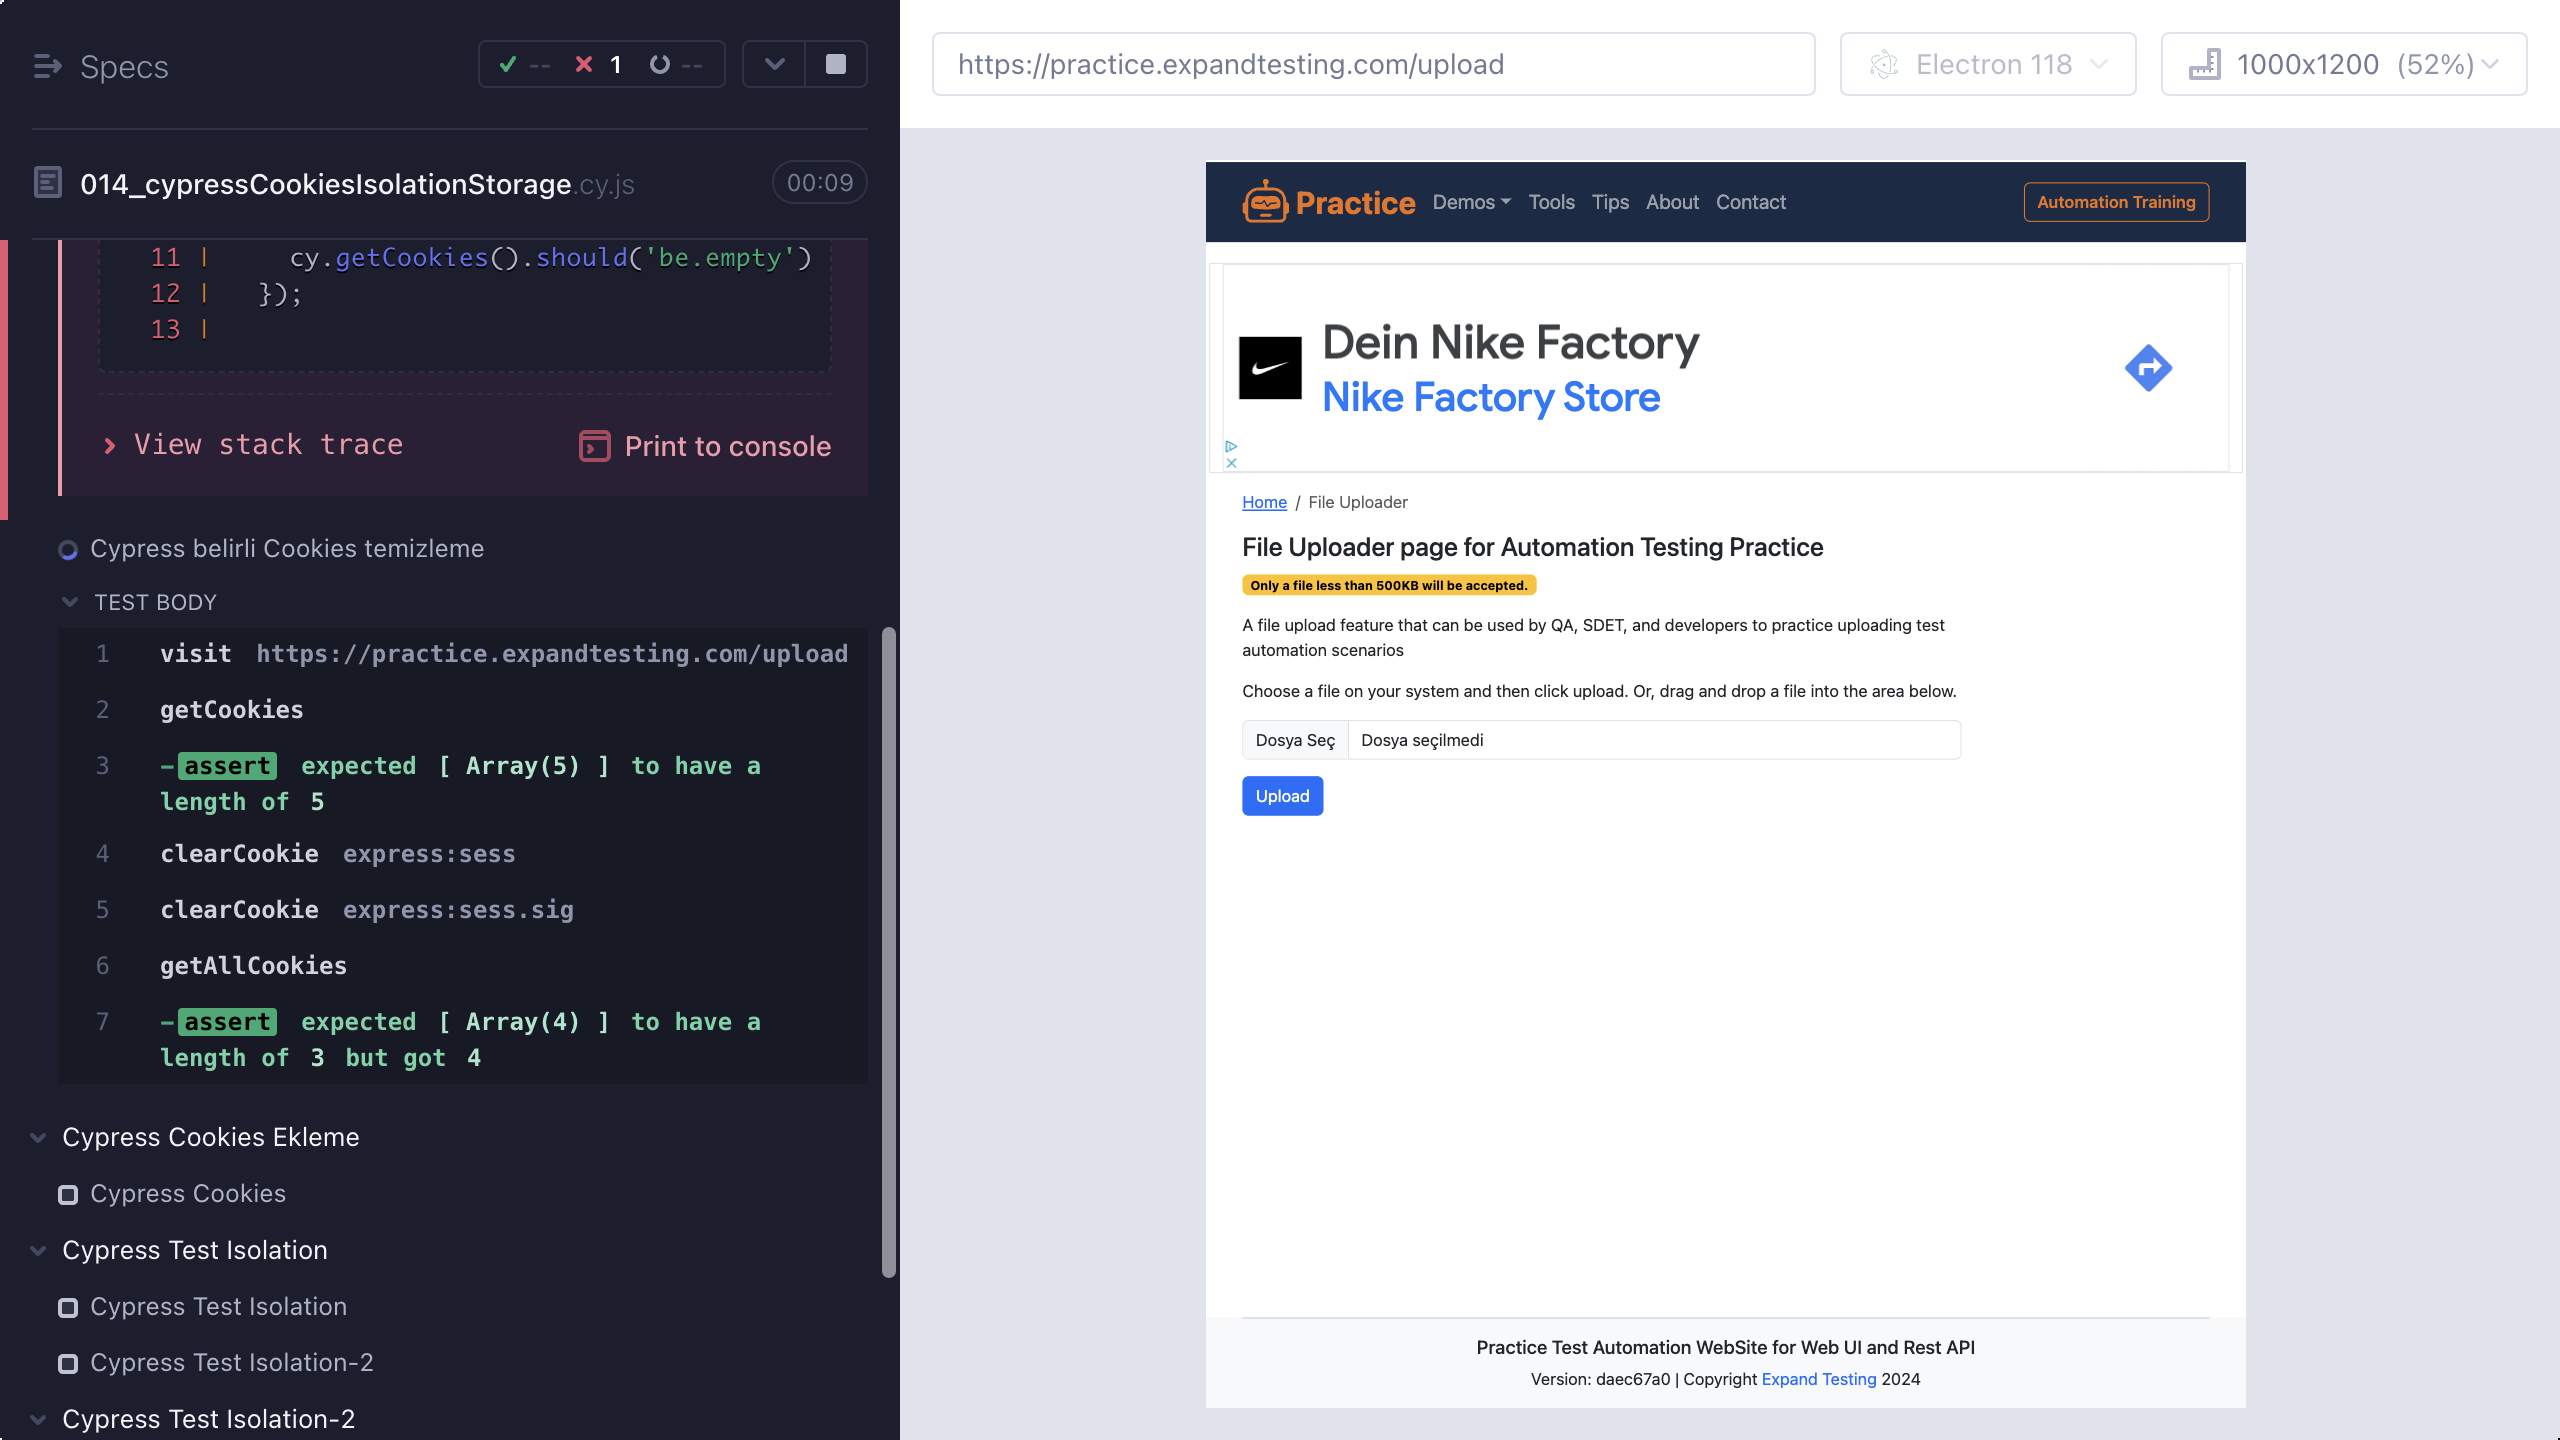 Specs
-- 1 --
014_cypressCookiesIsolationStorage.cy.js
00:09
11 | cy.getCookies().should('be.empty')
12 | });
13 |
View stack trace
Print to console
Cypress belirli Cookies temizleme
TEST BODY
1 visit https://practice.expandtesting.com/upload
2 getCookies
3 -assert expected [ Array(5) ] to have a
length of 5
4 clearCookie express:sess
5 clearCookie express:sess.sig
6 getAllCookies
7 -assert expected [ Array(4) ] to have a
length of 3 but got 4
Cypress Cookies Ekleme
Cypress Cookies
Cypress Test Isolation
Cypress Test Isolation
Cypress Test Isolation-2
Cypress Test Isolation-2
https://practice.expandtesting.com/upload
Electron 118
1000x1200 (52%)
Practice Demos Tools Tips About Contact
Automation Training
Dein Nike Factory
Nike Factory Store
Home / File Uploader
File Uploader page for Automation Testing Practice
Only a file less than 500KB will be accepted.
A file upload feature that can be used by QA, SDET, and developers to practice uploading test
automation scenarios
Choose a file on your system and then click upload. Or, drag and drop a file into the area below.
Dosya Seç Dosya seçilmedi
Upload
Practice Test Automation WebSite for Web UI and Rest API
Version: daec67a0 | Copyright Expand Testing 2024